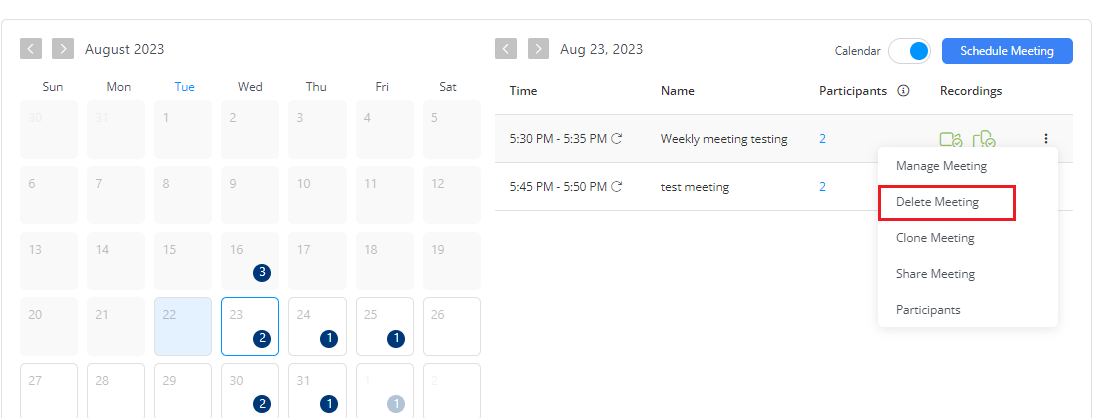 August 2023
Sun Mon Tue Wed Thu Fri Sat
30 31 1 2 3 4 5
6 7 8 9 10 11 12
13 14 15 16 17 18 19
3
20 21 22 23 24 25 26
2 1 1
27 28 29 30 31 1 2
2 1 1
Aug 23, 2023 Calendar Schedule Meeting
Time Name Participants Recordings
5:30 PM - 5:35 PM Weekly meeting testing 2
5:45 PM - 5:50 PM test meeting 2
Manage Meeting
Delete Meeting
Clone Meeting
Share Meeting
Participants